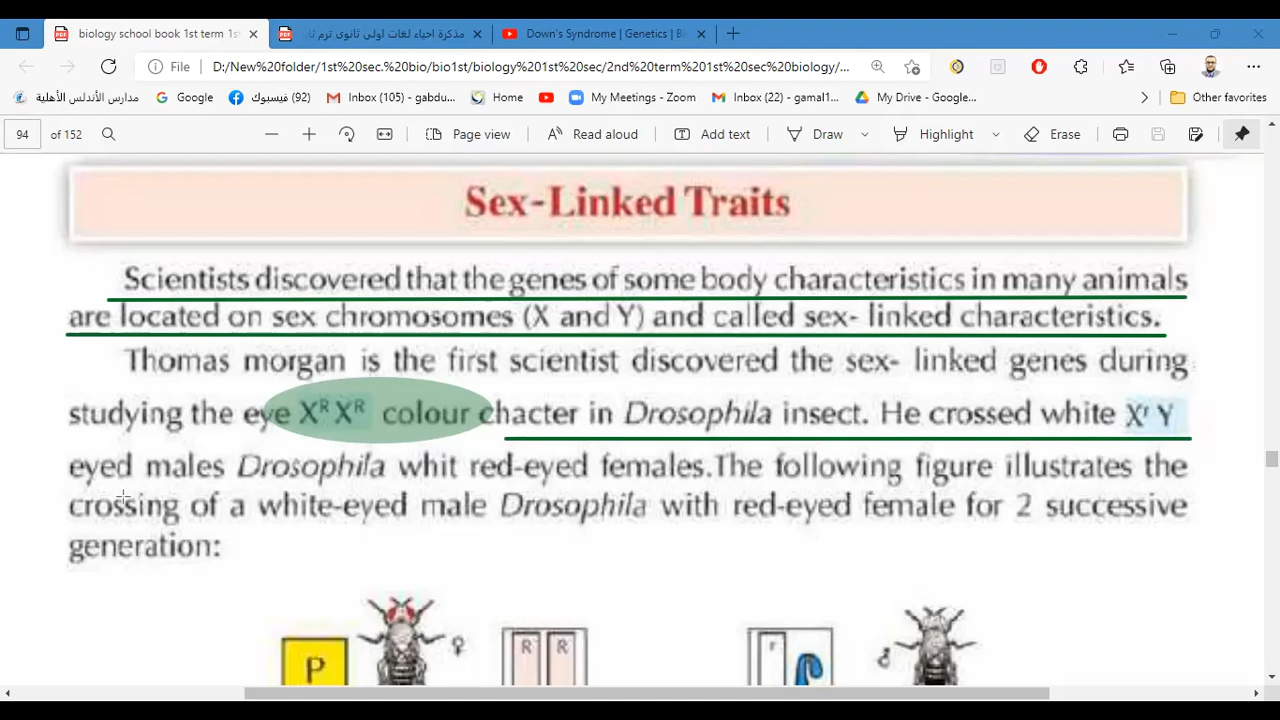 biology school book 1st term 1st
مذكرة احياء لغات اولى ثانوى ترم ثا
Down's Syndrome | Genetics | Bi
File D:/New%20folder/1st%20sec.%20bio/bio1st/biology%201st%20sec/2nd%20term%201st%20sec%20biology/...
مدارس الأندلس الأهلية Google فيسبوك (92) Inbox (105) - gabdu... Home My Meetings - Zoom Inbox (22) - gamal1... My Drive - Google... Other favorites
94 of 152 Page view Read aloud Add text Draw Highlight Erase
Sex-Linked Traits
Scientists discovered that the genes of some body characteristics in many animals
are located on sex chromosomes (X and Y) and called sex- linked characteristics.
Thomas morgan is the first scientist discovered the sex- linked genes during
studying the eye XᴿXᴿ colour chacter in Drosophila insect. He crossed white XʳY
eyed males Drosophila whit red-eyed females.The following figure illustrates the
crossing of a white-eyed male Drosophila with red-eyed female for 2 successive
generation:
P ♀ R R r ♂